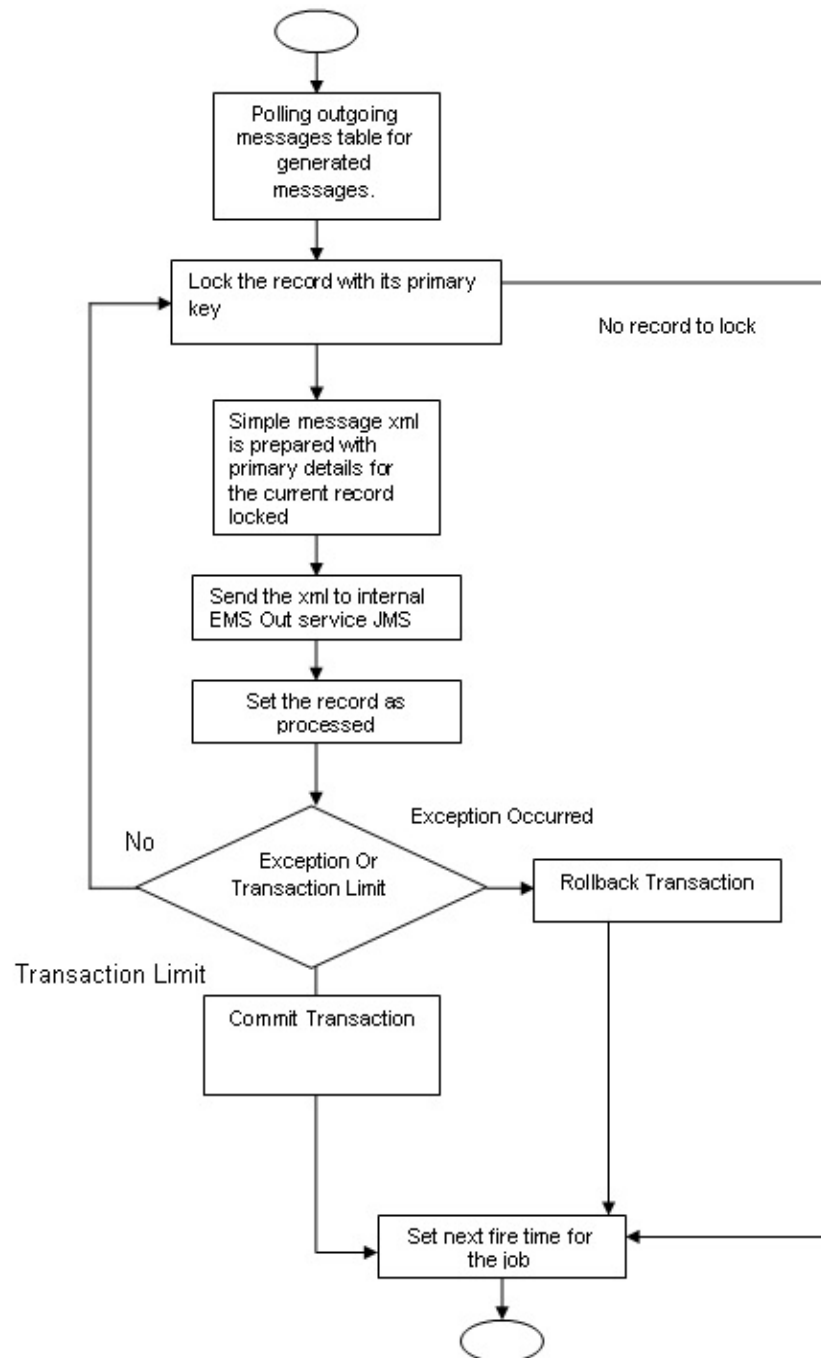 Polling outgoing
messages table for
generated
messages.
Lock the record with its primary
key
No record to lock
Simple message xml
is prepared with
primary details for
the current record
locked
Send the xml to internal
EMS Out service JMS
Set the record as
processed
Exception Occurred
No
Exception Or
Transaction Limit
Rollback Transaction
Transaction Limit
Commit Transaction
Set next fire time for
the job